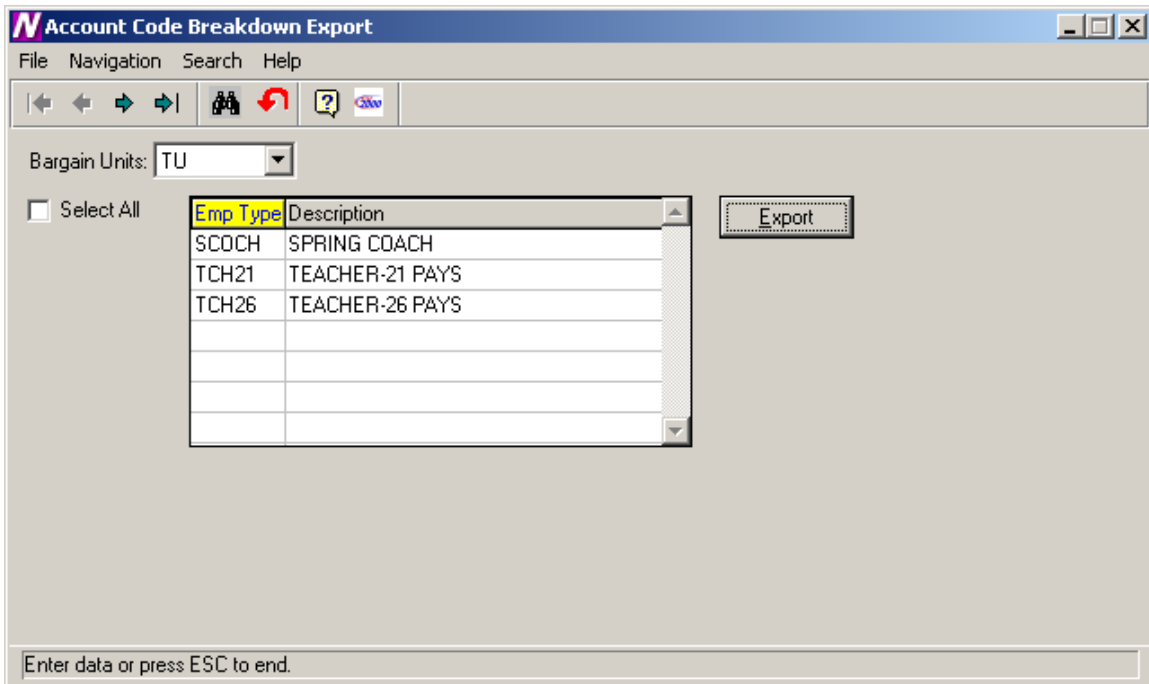 Account Code Breakdown Export
File Navigation Search Help
Bargain Units: TU
Select All
Emp Type Description
SCOCH SPRING COACH
TCH21 TEACHER-21 PAYS
TCH26 TEACHER-26 PAYS
Export
Enter data or press ESC to end.